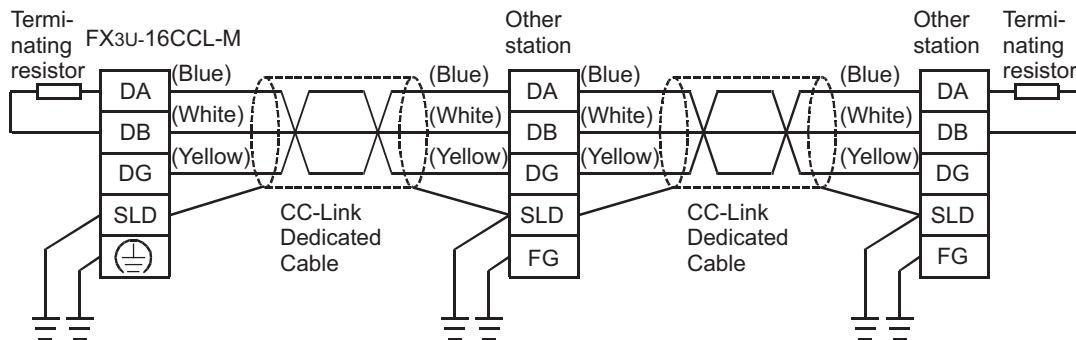 Termi-
nating
resistor
FX3U-16CCL-M
Other
station
Other
station
Termi-
nating
resistor
DA
(Blue)
(Blue)
DA
(Blue)
(Blue)
DA
DB
(White)
(White)
DB
(White)
(White)
DB
DG
(Yellow)
(Yellow)
DG
(Yellow)
(Yellow)
DG
SLD
SLD
SLD
CC-Link
Dedicated
Cable
CC-Link
Dedicated
Cable
FG
FG